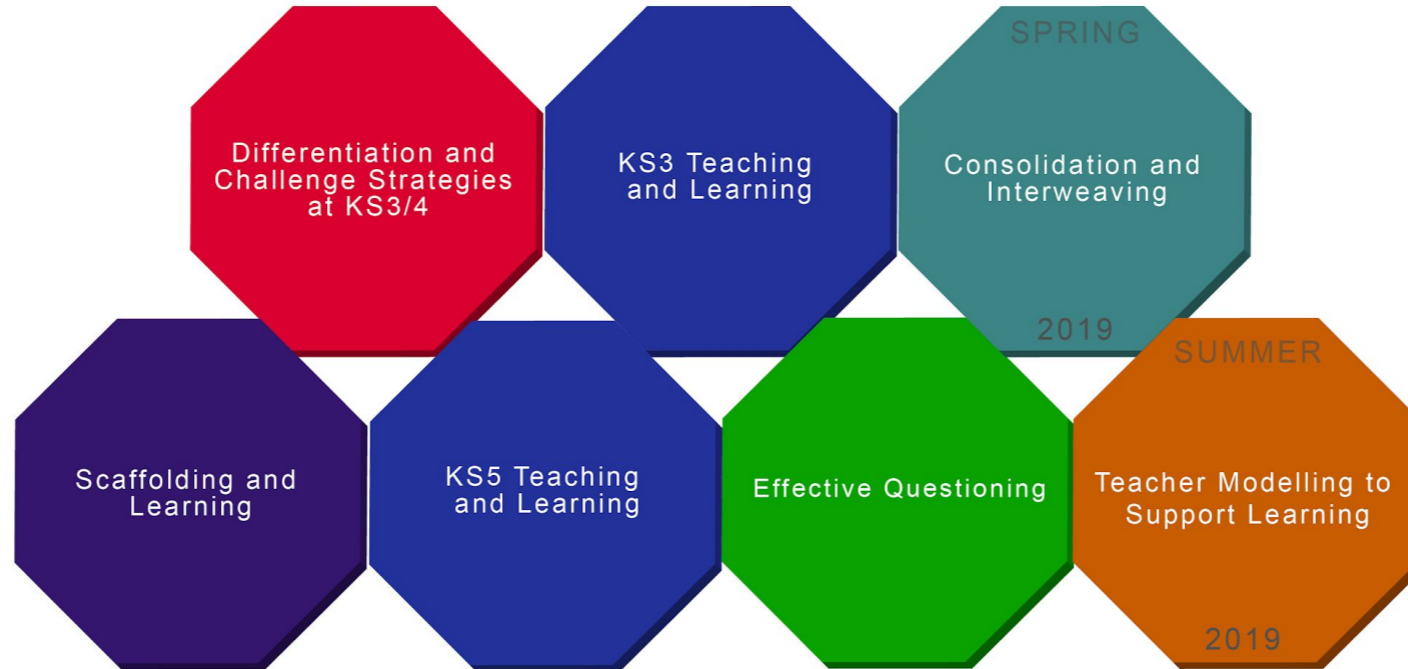 Differentiation and
Challenge Strategies
at KS3/4
KS3 Teaching
and Learning
SPRING
Consolidation and
Interweaving
2019
Scaffolding and
Learning
KS5 Teaching
and Learning
Effective Questioning
SUMMER
Teacher Modelling to
Support Learning
2019